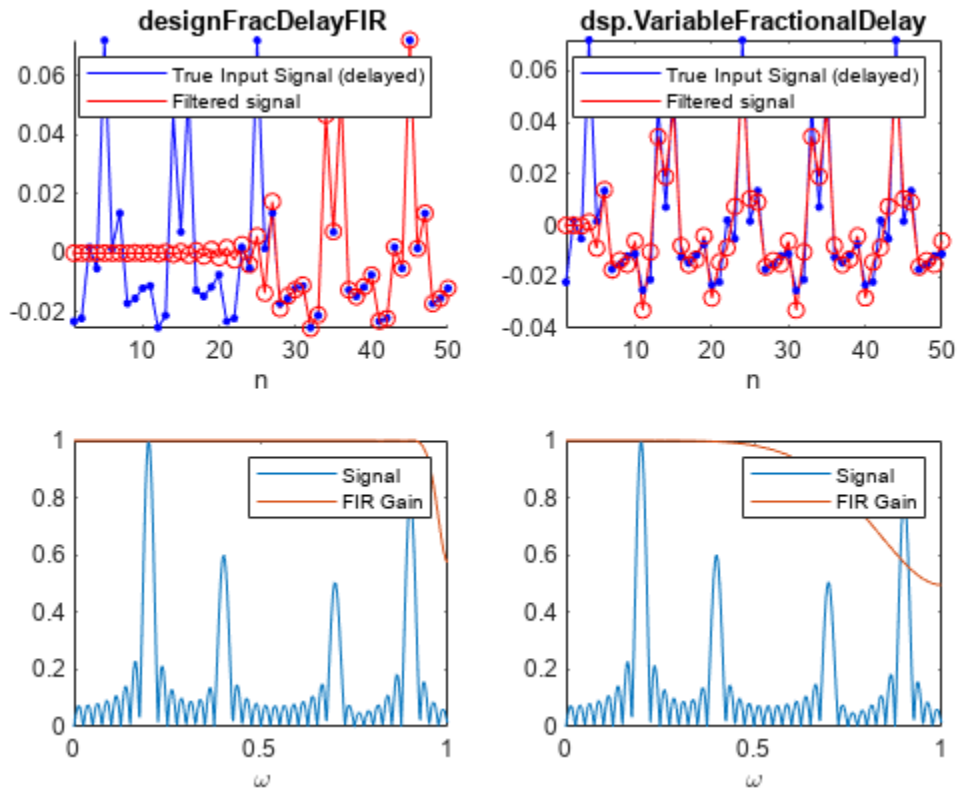 designFracDelayFIR
True Input Signal (delayed)
Filtered signal
0.06
0.04
0.02
0
-0.02
10
20
30
40
50
n
dsp.VariableFractionalDelay
True Input Signal (delayed)
Filtered signal
0.06
0.04
0.02
0
-0.02
-0.04
10
20
30
40
50
n
Signal
FIR Gain
1
0.8
0.6
0.4
0.2
0
0
0.5
1
ω
Signal
FIR Gain
1
0.8
0.6
0.4
0.2
0
0
0.5
1
ω